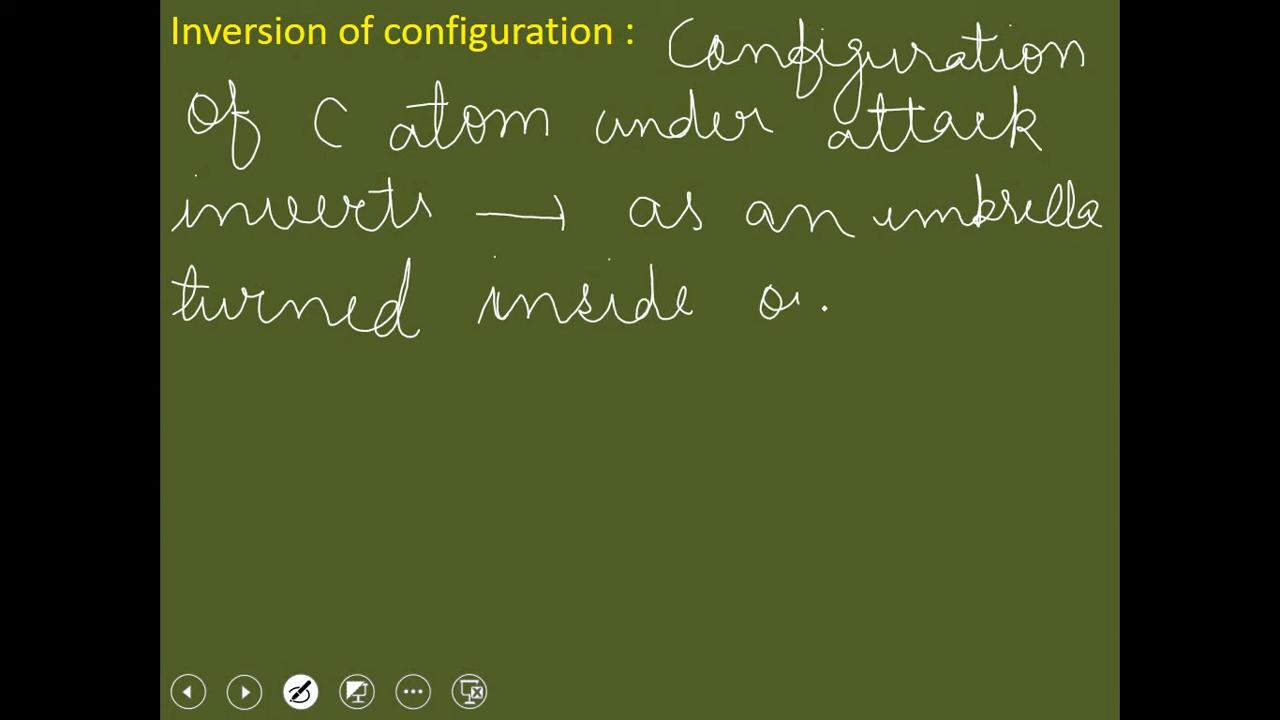 Inversion of configuration : Configuration
Of C atom under attack
inverts → as an umbrella
turned inside